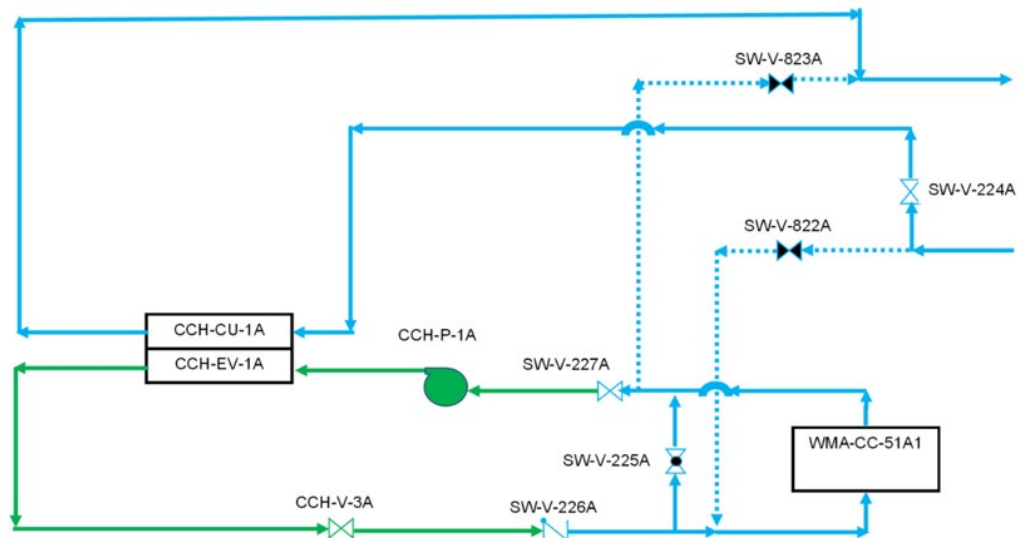 SW-V-823A
SW-V-224A
SW-V-822A
CCH-CU-1A
CCH-EV-1A
CCH-P-1A
SW-V-227A
WMA-CC-51A1
SW-V-225A
CCH-V-3A
SW-V-226A